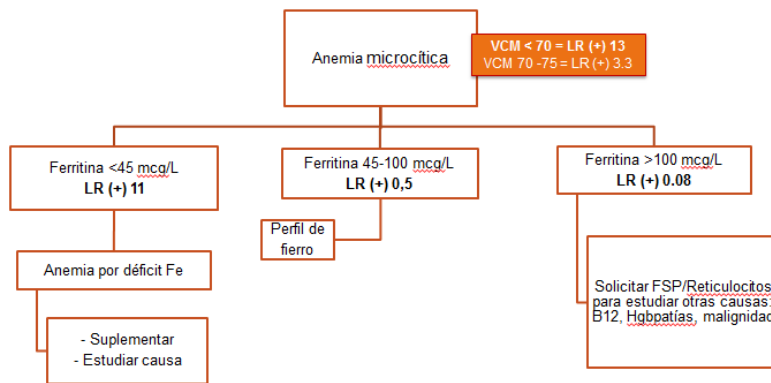 Anemia microcítica
VCM < 70 = LR (+) 13
VCM 70 -75 = LR (+) 3.3
Ferritina <45 mcg/L
LR (+) 11
Ferritina 45-100 mcg/L
LR (+) 0,5
Ferritina >100 mcg/L
LR (+) 0.08
Perfil de
fierro
Anemia por déficit Fe
- Suplementar
- Estudiar causa
Solicitar FSP/Reticulocitos
para estudiar otras causas:
B12, Hgbpatías, malignidad